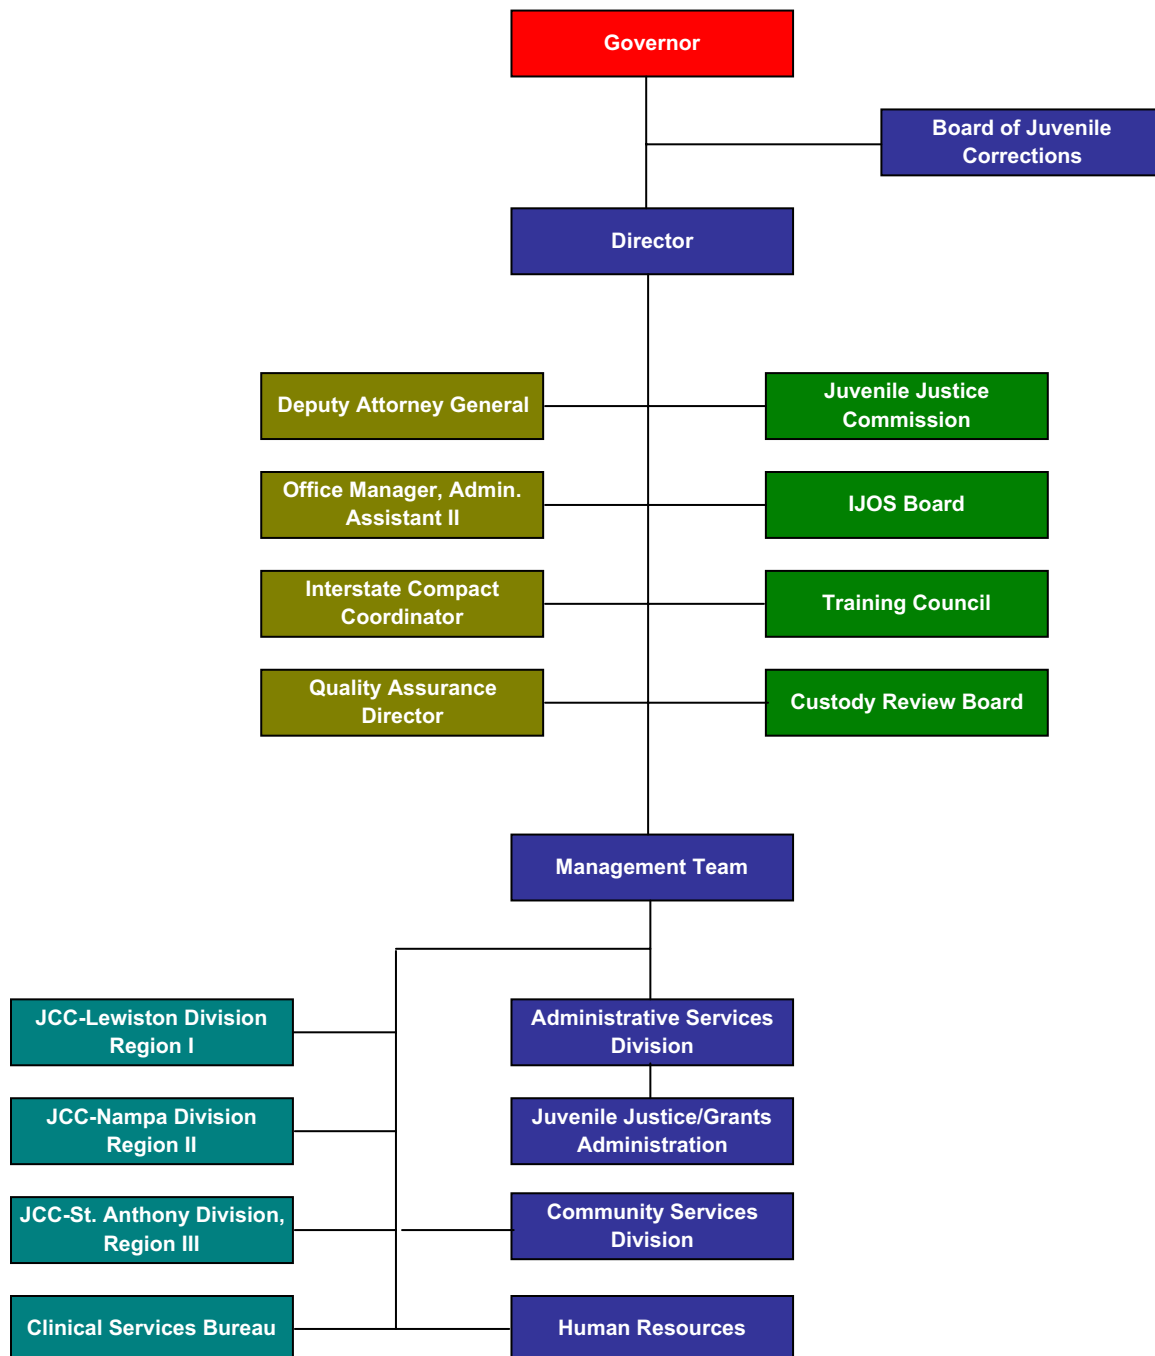 Governor
Board of Juvenile
Corrections
Director
Deputy Attorney General
Juvenile Justice
Commission
Office Manager, Admin.
Assistant II
IJOS Board
Interstate Compact
Coordinator
Training Council
Quality Assurance
Director
Custody Review Board
Management Team
JCC-Lewiston Division
Region I
Administrative Services
Division
JCC-Nampa Division
Region II
Juvenile Justice/Grants
Administration
JCC-St. Anthony Division,
Region III
Community Services
Division
Clinical Services Bureau
Human Resources